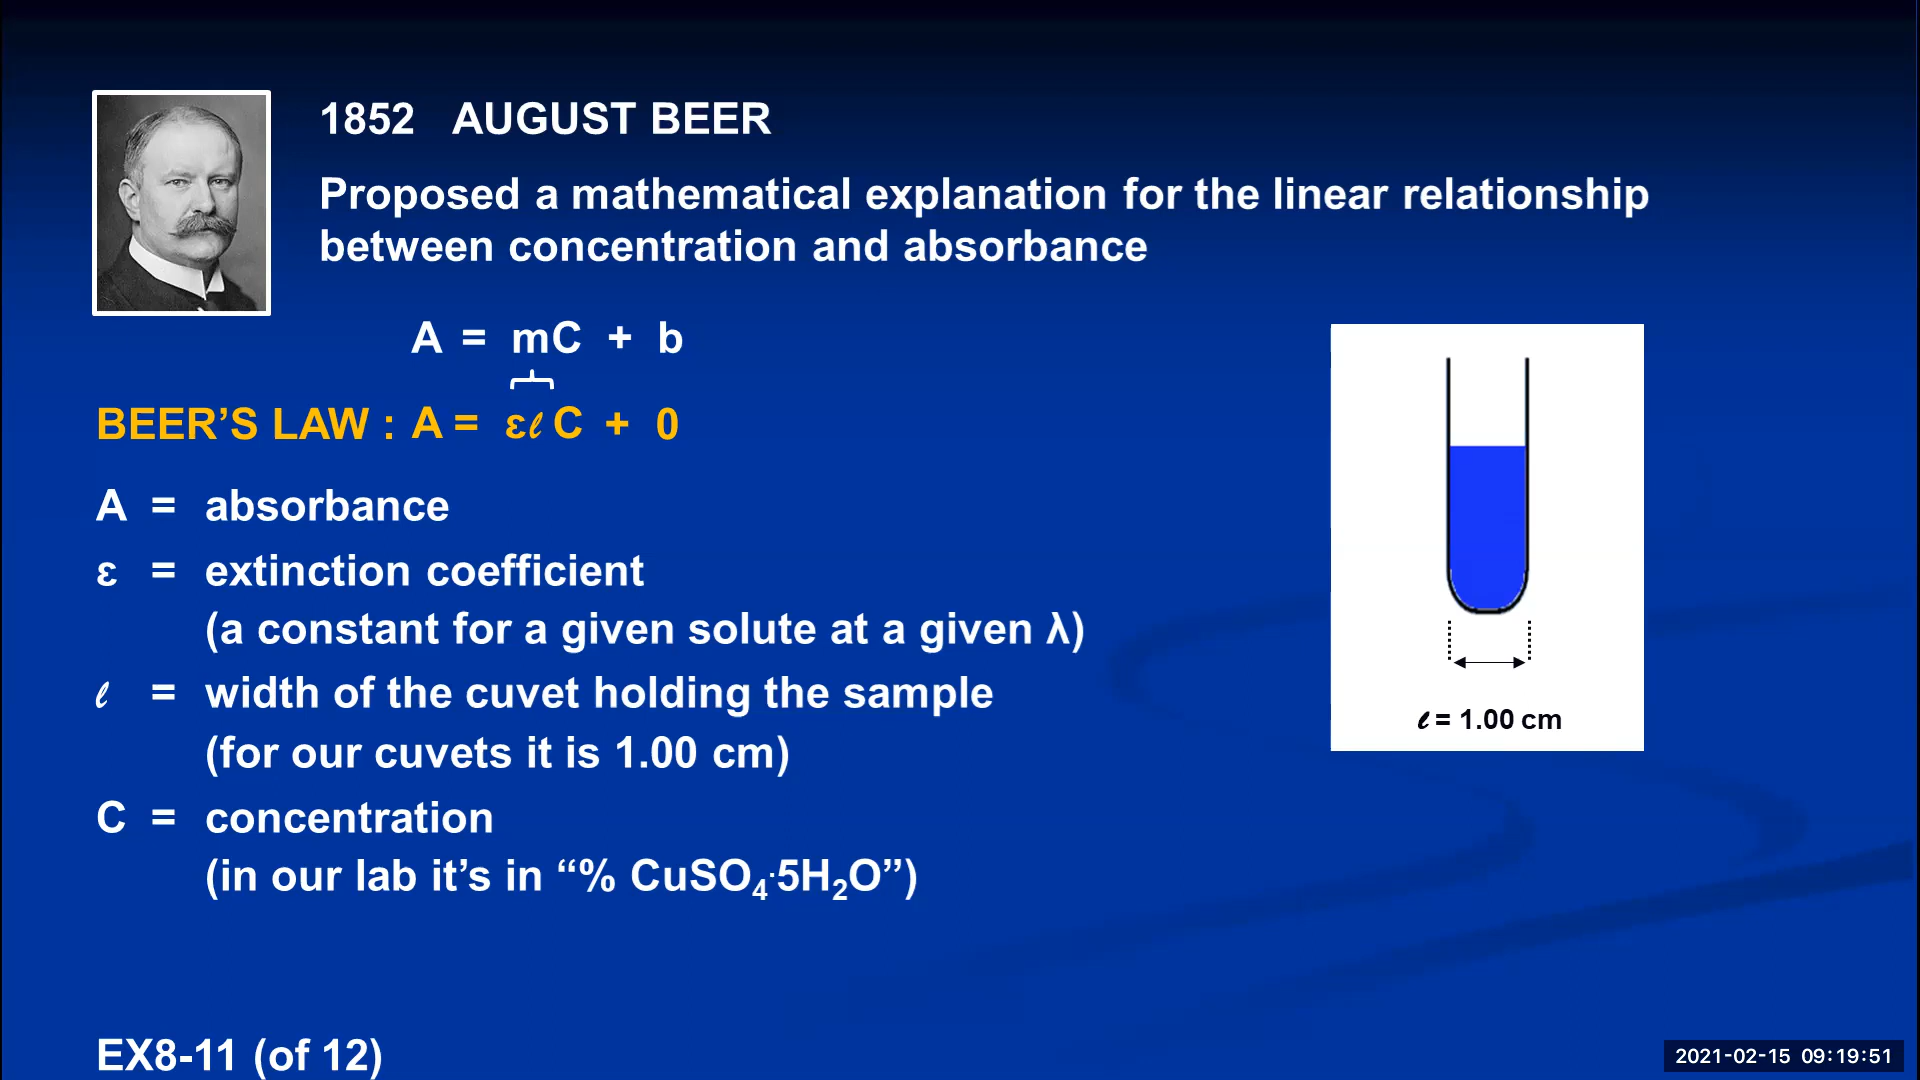 1852 AUGUST BEER
Proposed a mathematical explanation for the linear relationship
between concentration and absorbance
A = mC + b
BEER’S LAW : A = εℓ C + 0
A = absorbance
ε = extinction coefficient
(a constant for a given solute at a given λ)
ℓ = width of the cuvet holding the sample
(for our cuvets it is 1.00 cm)
C = concentration
(in our lab it’s in “% CuSO₄·5H₂O”)
ℓ = 1.00 cm
EX8-11 (of 12)
2021-02-15 09:19:51